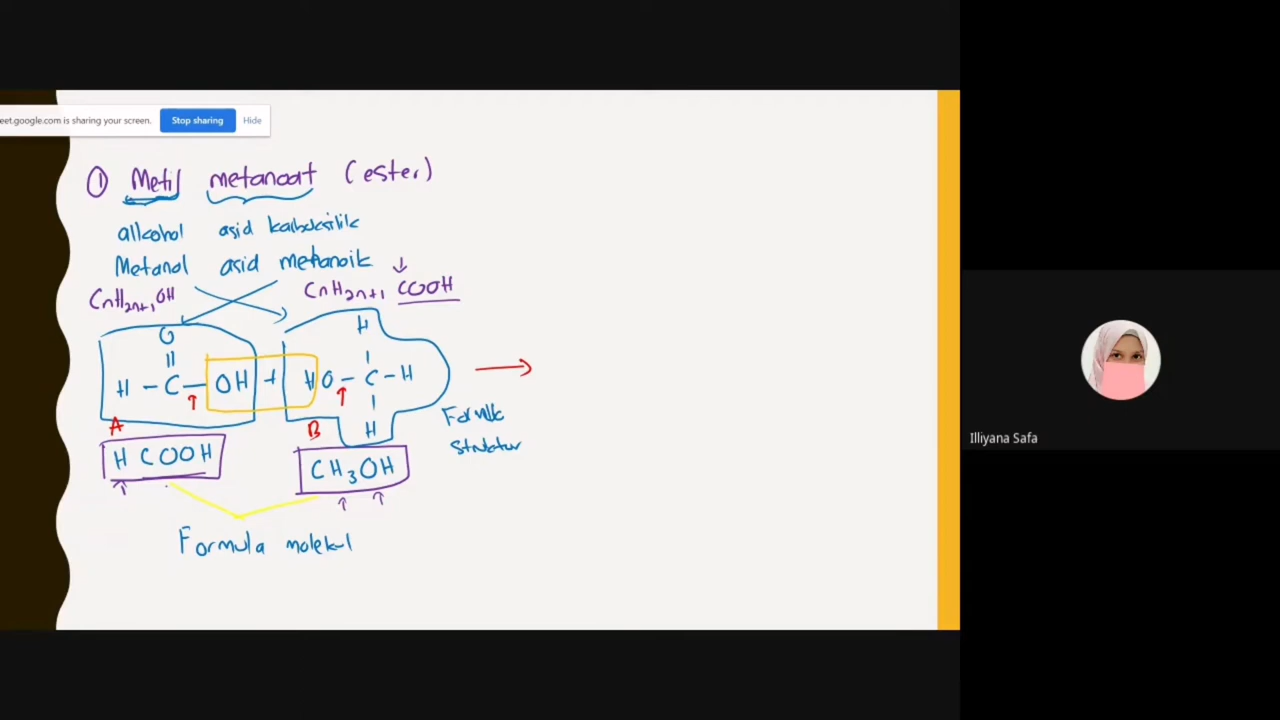 eet.google.com is sharing your screen. Stop sharing Hide
① Metil metanoat (ester)
alkohol asid karboksilik
Metanol asid metanoik
CnH2n+1OH CnH2n+1 COOH
O H
H - C - OH + HO - C - H
H
A B
HCOOH CH3OH
Formula
Struktur
Formula molekul
Illiyana Safa